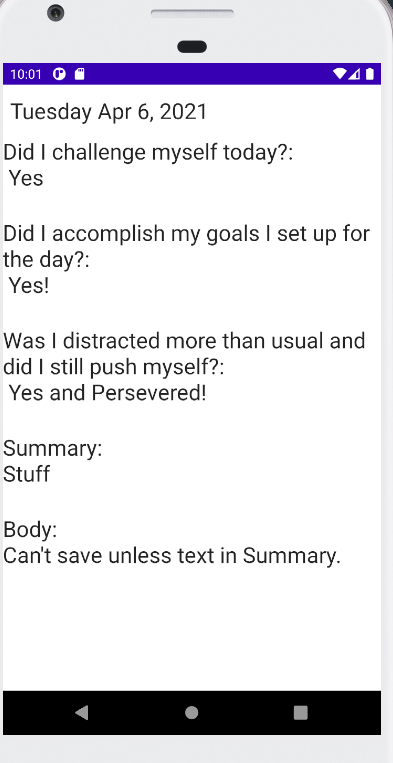 10:01
Tuesday Apr 6, 2021
Did I challenge myself today?:
Yes
Did I accomplish my goals I set up for
the day?:
Yes!
Was I distracted more than usual and
did I still push myself?:
Yes and Persevered!
Summary:
Stuff
Body:
Can't save unless text in Summary.